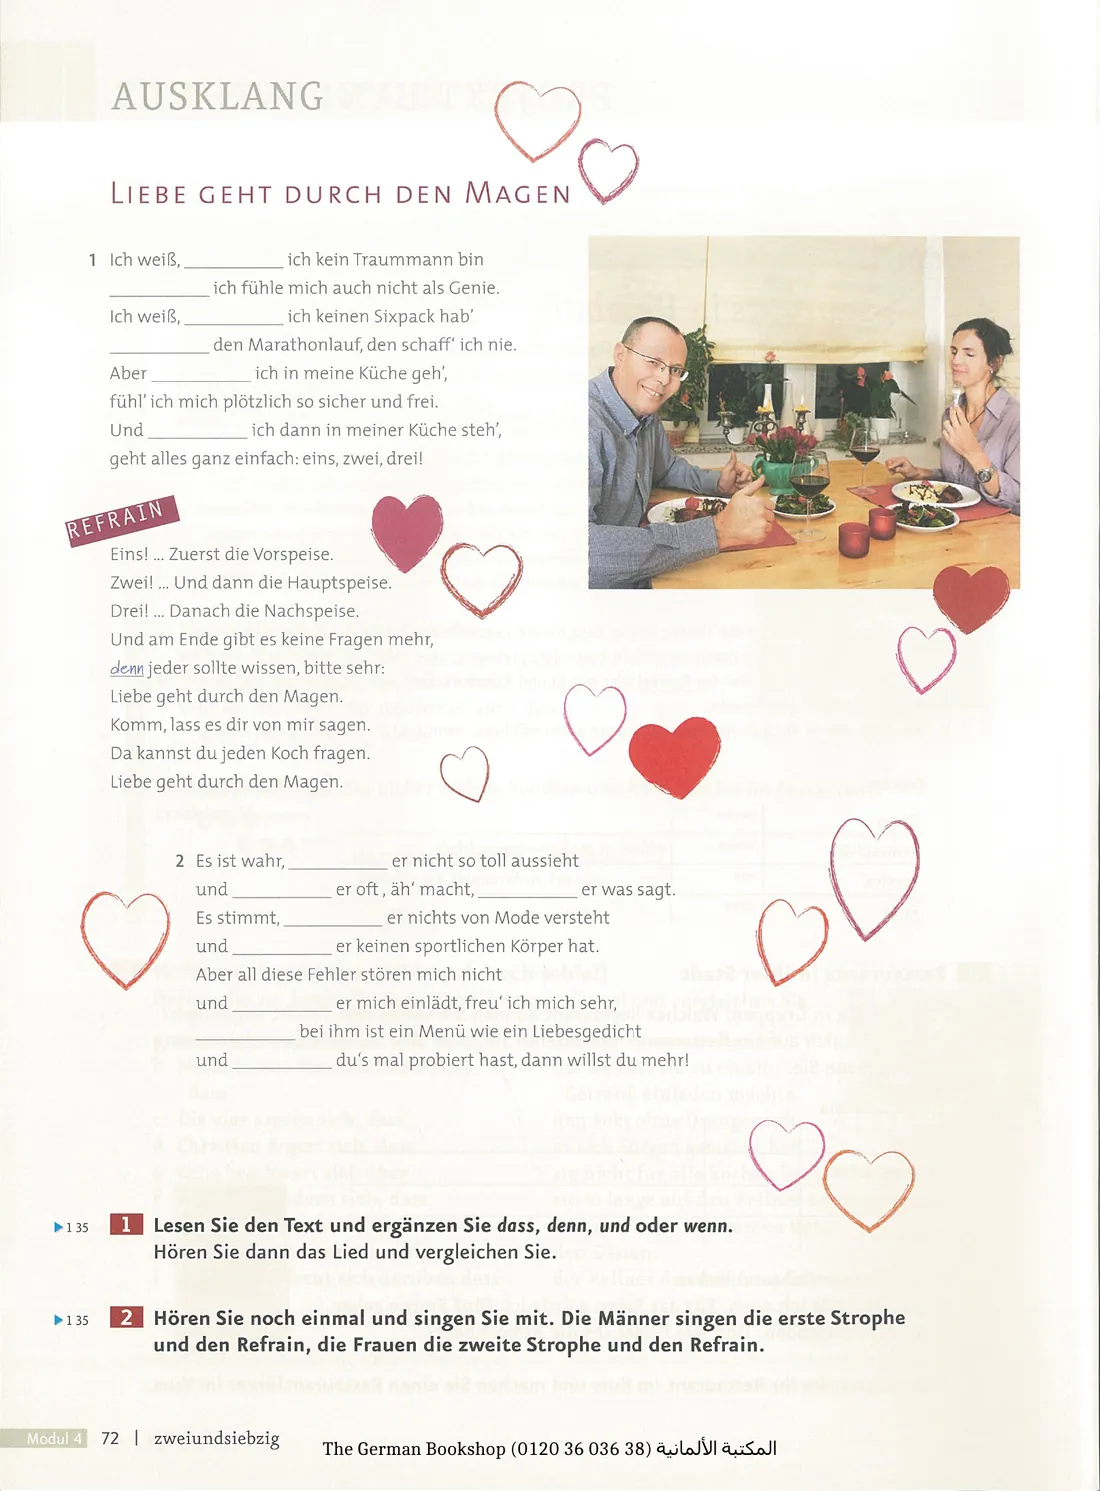 AUSKLANG
LIEBE GEHT DURCH DEN MAGEN
1 Ich weiß, __________ ich kein Traummann bin
__________ ich fühle mich auch nicht als Genie.
Ich weiß, __________ ich keinen Sixpack hab'
__________ den Marathonlauf, den schaff' ich nie.
Aber __________ ich in meine Küche geh',
fühl' ich mich plötzlich so sicher und frei.
Und __________ ich dann in meiner Küche steh',
geht alles ganz einfach: eins, zwei, drei!
REFRAIN
Eins! ... Zuerst die Vorspeise.
Zwei! ... Und dann die Hauptspeise.
Drei! ... Danach die Nachspeise.
Und am Ende gibt es keine Fragen mehr,
denn jeder sollte wissen, bitte sehr:
Liebe geht durch den Magen.
Komm, lass es dir von mir sagen.
Da kannst du jeden Koch fragen.
Liebe geht durch den Magen.
2 Es ist wahr, __________ er nicht so toll aussieht
und __________ er oft ‚äh' macht, __________ er was sagt.
Es stimmt, __________ er nichts von Mode versteht
und __________ er keinen sportlichen Körper hat.
Aber all diese Fehler stören mich nicht
und __________ er mich einlädt, freu' ich mich sehr,
__________ bei ihm ist ein Menü wie ein Liebesgedicht
und __________ du's mal probiert hast, dann willst du mehr!
▶1 35 1 Lesen Sie den Text und ergänzen Sie dass, denn, und oder wenn.
Hören Sie dann das Lied und vergleichen Sie.
▶1 35 2 Hören Sie noch einmal und singen Sie mit. Die Männer singen die erste Strophe
und den Refrain, die Frauen die zweite Strophe und den Refrain.
Modul 4 72 | zweiundsiebzig
The German Bookshop (0120 36 036 38) المكتبة الألمانية